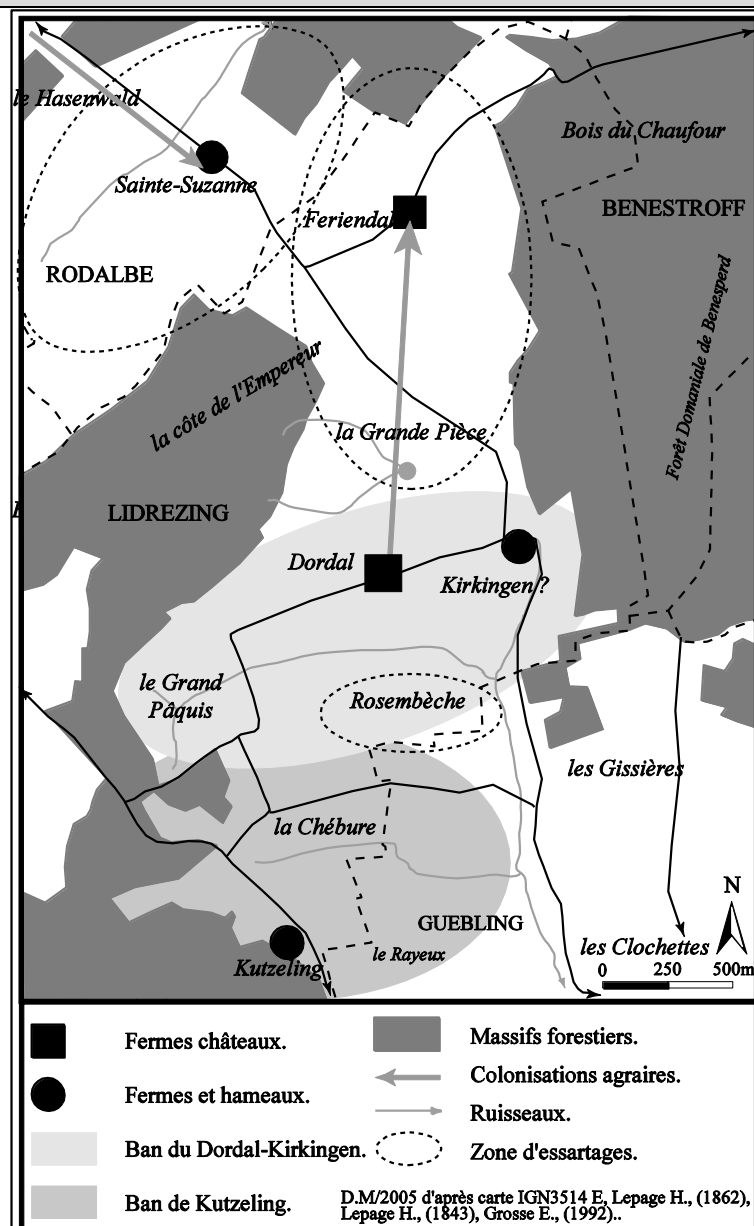 le Hasenwald
Bois du Chaufour
Sainte-Suzanne
BENESTROFF
Feriendal
RODALBE
Forêt Domaniale de Benesperd
la côte de l'Empereur
la Grande Pièce
LIDREZING
Dordal
Kirkingen ?
le Grand
Pâquis
Rosembèche
les Gissières
la Chébure
N
GUEBLING
les Clochettes
le Rayeux
Kutzeling
0 250 500m
Fermes châteaux.
Massifs forestiers.
Colonisations agraires.
Fermes et hameaux.
Ruisseaux.
Ban du Dordal-Kirkingen.
Zone d'essartages.
Ban de Kutzeling.
D.M/2005 d'après carte IGN3514 E, Lepage H., (1862),
Lepage H., (1843), Grosse E., (1992)..